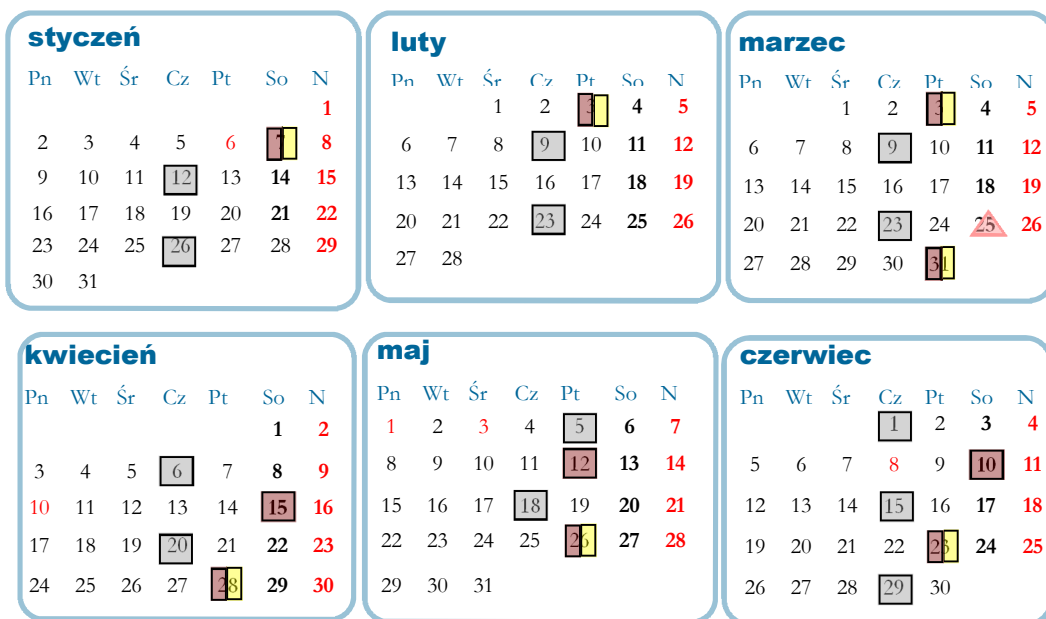 styczeń
Pn Wt Śr Cz Pt So N
1
2 3 4 5 6 7 8
9 10 11 12 13 14 15
16 17 18 19 20 21 22
23 24 25 26 27 28 29
30 31
luty
Pn Wt Śr Cz Pt So N
1 2 3 4 5
6 7 8 9 10 11 12
13 14 15 16 17 18 19
20 21 22 23 24 25 26
27 28
marzec
Pn Wt Śr Cz Pt So N
1 2 3 4 5
6 7 8 9 10 11 12
13 14 15 16 17 18 19
20 21 22 23 24 25 26
27 28 29 30 31
kwiecień
Pn Wt Śr Cz Pt So N
1 2
3 4 5 6 7 8 9
10 11 12 13 14 15 16
17 18 19 20 21 22 23
24 25 26 27 28 29 30
maj
Pn Wt Śr Cz Pt So N
1 2 3 4 5 6 7
8 9 10 11 12 13 14
15 16 17 18 19 20 21
22 23 24 25 26 27 28
29 30 31
czerwiec
Pn Wt Śr Cz Pt So N
1 2 3 4
5 6 7 8 9 10 11
12 13 14 15 16 17 18
19 20 21 22 23 24 25
26 27 28 29 30